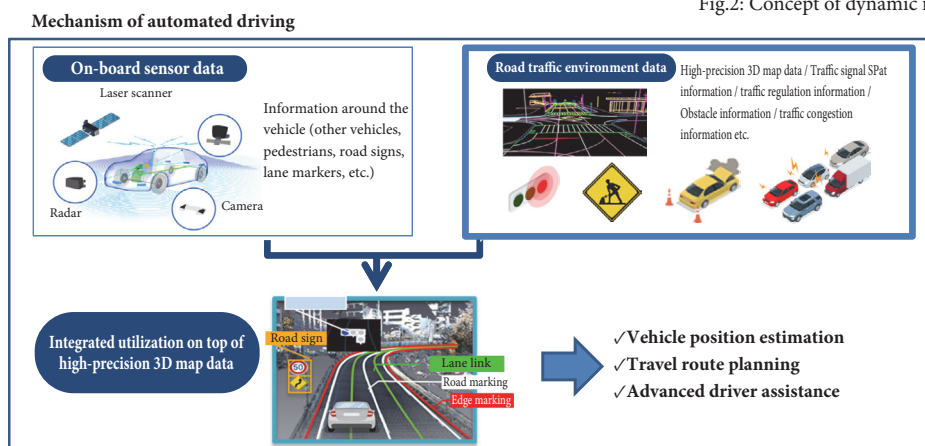 Fig.2: Concept of dynamic
Mechanism of automated driving
On-board sensor data
Laser scanner
Information around the
vehicle (other vehicles,
pedestrians, road signs,
lane markers, etc.)
Radar
Camera
Road traffic environment data
High-precision 3D map data / Traffic signal SPat
information / traffic regulation information /
Obstacle information / traffic congestion
information etc.
Integrated utilization on top of
high-precision 3D map data
Road sign
50
Lane link
Road marking
Edge marking
✓Vehicle position estimation
✓Travel route planning
✓Advanced driver assistance